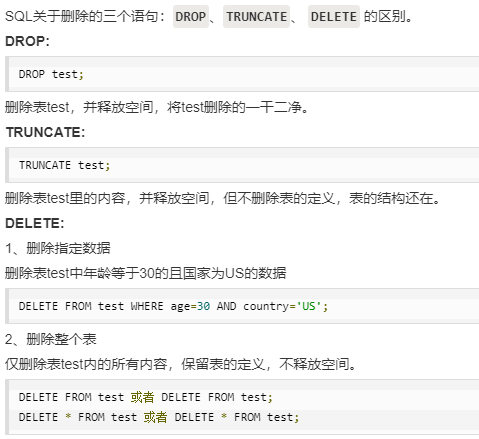 SQL关于删除的三个语句：DROP、TRUNCATE、 DELETE 的区别。
DROP:
DROP test;
删除表test，并释放空间，将test删除的一干二净。
TRUNCATE:
TRUNCATE test;
删除表test里的内容，并释放空间，但不删除表的定义，表的结构还在。
DELETE:
1、删除指定数据
删除表test中年龄等于30的且国家为US的数据
DELETE FROM test WHERE age=30 AND country='US';
2、删除整个表
仅删除表test内的所有内容，保留表的定义，不释放空间。
DELETE FROM test 或者 DELETE FROM test;
DELETE * FROM test 或者 DELETE * FROM test;